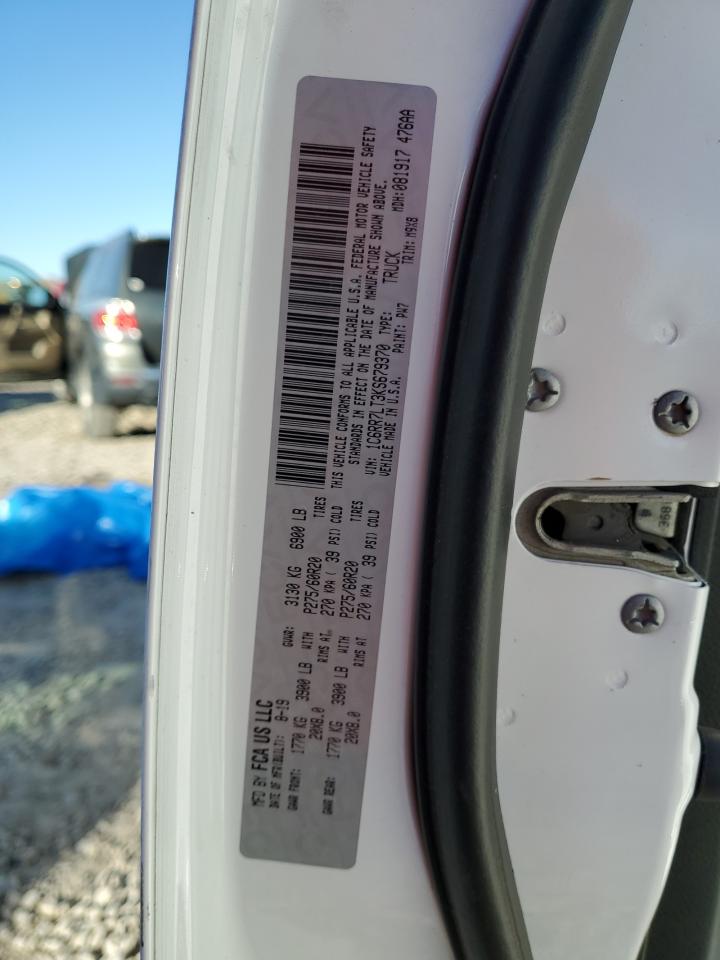 MFD BY FCA US LLC
DATE OF MFR(BUILT): 8-19 GVWR: 3130 KG 6900 LB
GAWR FRONT: 1770 KG 3900 LB WITH P275/60R20 TIRES
20X8.0 RIMS AT. 270 KPA ( 39 PSI) COLD
GAWR REAR: 1770 KG 3900 LB WITH P275/60R20 TIRES
20X8.0 RIMS AT 270 KPA ( 39 PSI) COLD
THIS VEHICLE CONFORMS TO ALL APPLICABLE U.S.A. FEDERAL MOTOR VEHICLE SAFETY
STANDARDS IN EFFECT ON THE DATE OF MANUFACTURE SHOWN ABOVE.
VIN: 1C6RR7LT3KS679370 TYPE: TRUCK MDH:081917 476AA
VEHICLE MADE IN U.S.A. PAINT: PW7 TRIM: M9X8
368